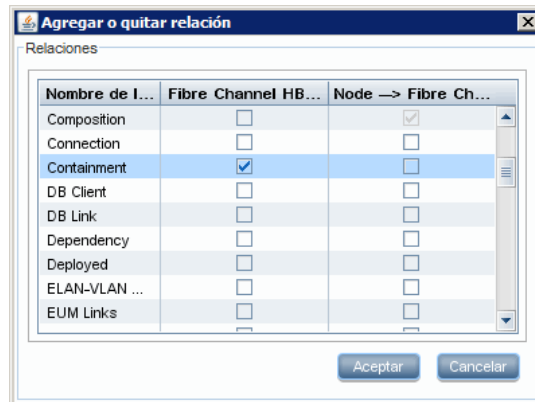 Agregar o quitar relación
Relaciones
Nombre de l... Fibre Channel HB... Node —> Fibre Ch...
Composition
Connection
Containment
DB Client
DB Link
Dependency
Deployed
ELAN-VLAN ...
EUM Links
Aceptar Cancelar